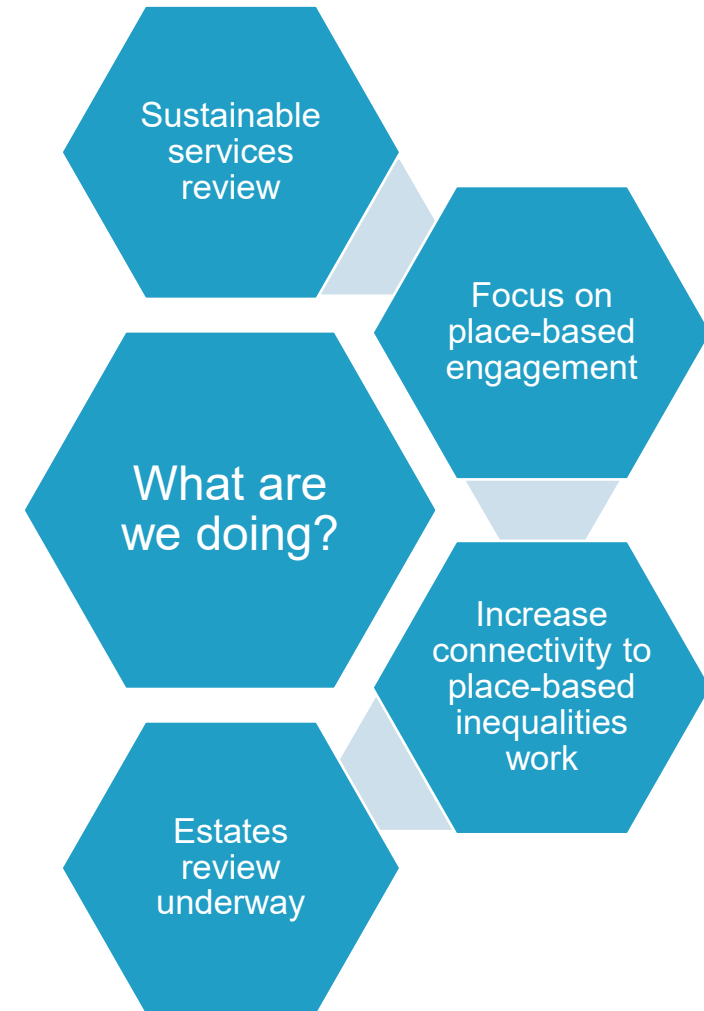 Sustainable
services
review
Focus on
place-based
engagement
What are
we doing?
Increase
connectivity to
place-based
inequalities
work
Estates
review
underway